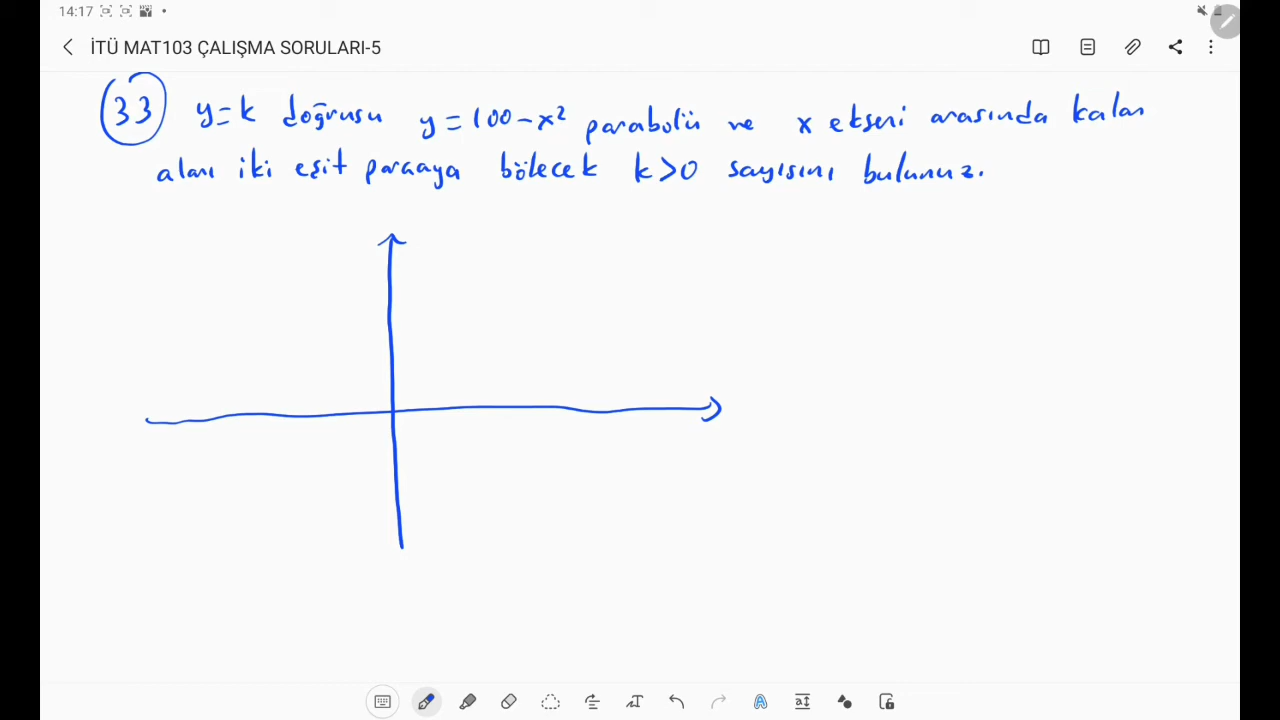 14:17
İTÜ MAT103 ÇALIŞMA SORULARI-5
33 y=k doğrusu y=100-x² parabolü ve x ekseni arasında kalan
alanı iki eşit parçaya bölecek k>0 sayısını bulunuz.